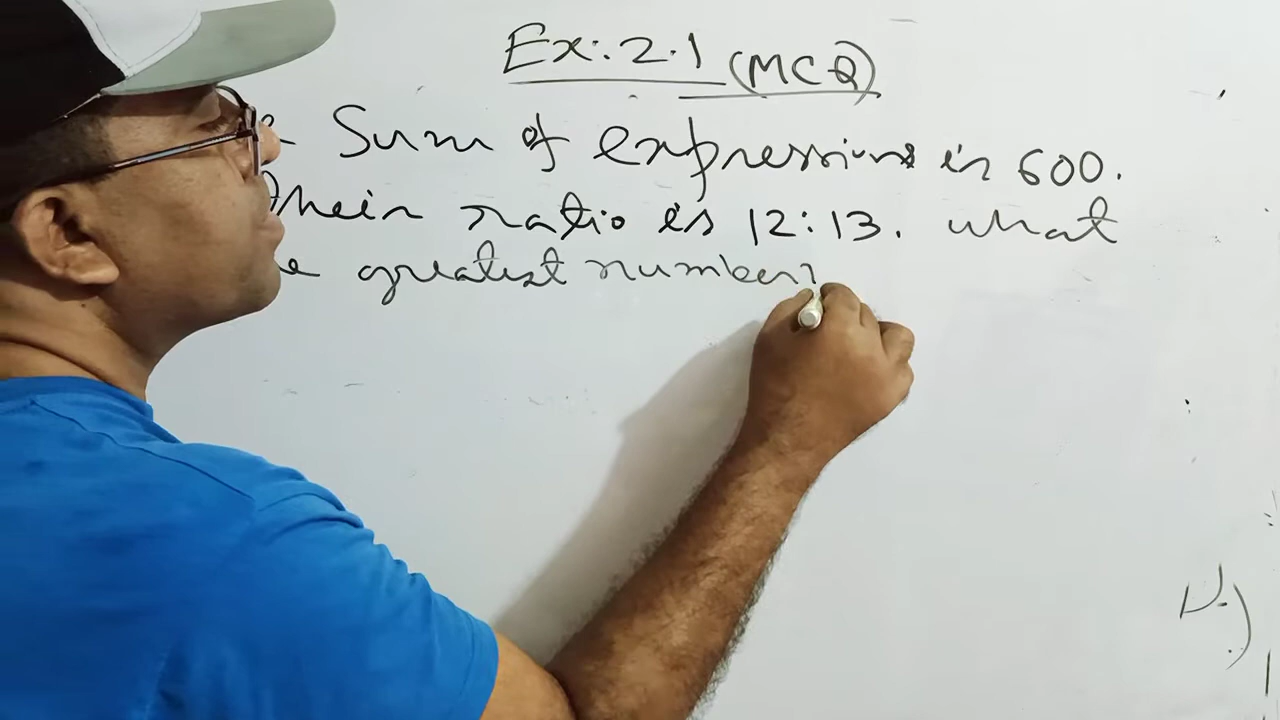 Ex:. 2.1 (MCQ)
Sum of expressions is 600.
Their ratio is 12:13. what
greatest number?